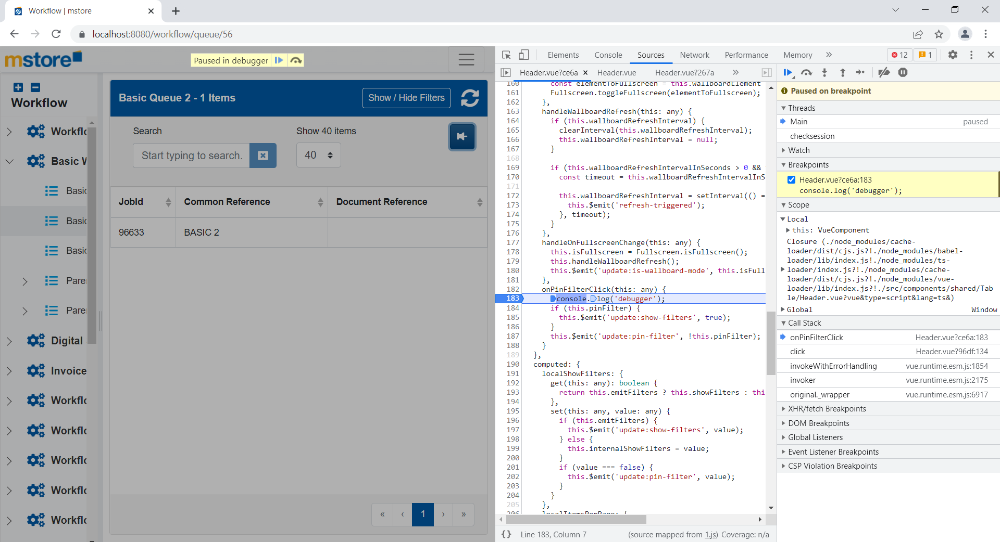 Workflow | mstore
localhost:8080/workflow/queue/56
mstore
Paused in debugger
Workflow
Workflo
Basic W
Basic
Basic
Basic
Pare
Pare
Digital
Invoice
Workflo
Workflo
Workflo
Workflo
Workflo
Basic Queue 2 - 1 Items
Show / Hide Filters
Search
Show 40 items
Start typing to search.
40
JobId
Common Reference
Document Reference
96633
BASIC 2
« ‹ 1 › »
Elements Console Sources Network Performance Memory » 12 1
Header.vue?ce6a Header.vue Header.vue?267a »
160 const elementToFullscreen = this.wallboardElement
161 Fullscreen.toggleFullscreen(elementToFullscreen);
162 },
163 handleWallboardRefresh(this: any) {
164 if (this.wallboardRefreshInterval) {
165 clearInterval(this.wallboardRefreshInterval);
166 this.wallboardRefreshInterval = null;
167 }
168
169 if (this.wallboardRefreshIntervalInSeconds > 0 &&
170 const timeout = this.wallboardRefreshIntervalInS
171
172 this.wallboardRefreshInterval = setInterval(() =
173 this.$emit('refresh-triggered');
174 }, timeout);
175 }
176 },
177 handleOnFullscreenChange(this: any) {
178 this.isFullscreen = Fullscreen.isFullscreen();
179 this.handleWallboardRefresh();
180 this.$emit('update:is-wallboard-mode', this.isFull
181 },
182 onPinFilterClick(this: any) {
183 console.log('debugger');
184 if (this.pinFilter) {
185 this.$emit('update:show-filters', true);
186 }
187 this.$emit('update:pin-filter', !this.pinFilter);
188 }
189 },
190 computed: {
191 localShowFilters: {
192 get(this: any): boolean {
193 return this.emitFilters ? this.showFilters : thi
194 },
195 set(this: any, value: any) {
196 if (this.emitFilters) {
197 this.$emit('update:show-filters', value);
198 } else {
199 this.internalShowFilters = value;
200 }
201 if (value === false) {
202 this.$emit('update:pin-filter', value);
203 }
204 }
205 },
206 localItemsPerPage: {
{} Line 183, Column 7 (source mapped from 1.js) Coverage: n/a
Paused on breakpoint
Threads
Main paused
checksession
Watch
Breakpoints
Header.vue?ce6a:183
console.log('debugger');
Scope
Local
this: VueComponent
Closure (./node_modules/cache-
loader/dist/cjs.js?!./node_modules/babel-
loader/lib/index.js!./node_modules/ts-
loader/index.js?!./node_modules/cache-
loader/dist/cjs.js?!./node_modules/vue-
loader/lib/index.js?!./src/components/shared/Tab
le/Header.vue?vue&type=script&lang=ts&)
Global Window
Call Stack
onPinFilterClick Header.vue?ce6a:183
click Header.vue?96df:134
invokeWithErrorHandling vue.runtime.esm.js:1854
invoker vue.runtime.esm.js:2175
original._wrapper vue.runtime.esm.js:6917
XHR/fetch Breakpoints
DOM Breakpoints
Global Listeners
Event Listener Breakpoints
CSP Violation Breakpoints